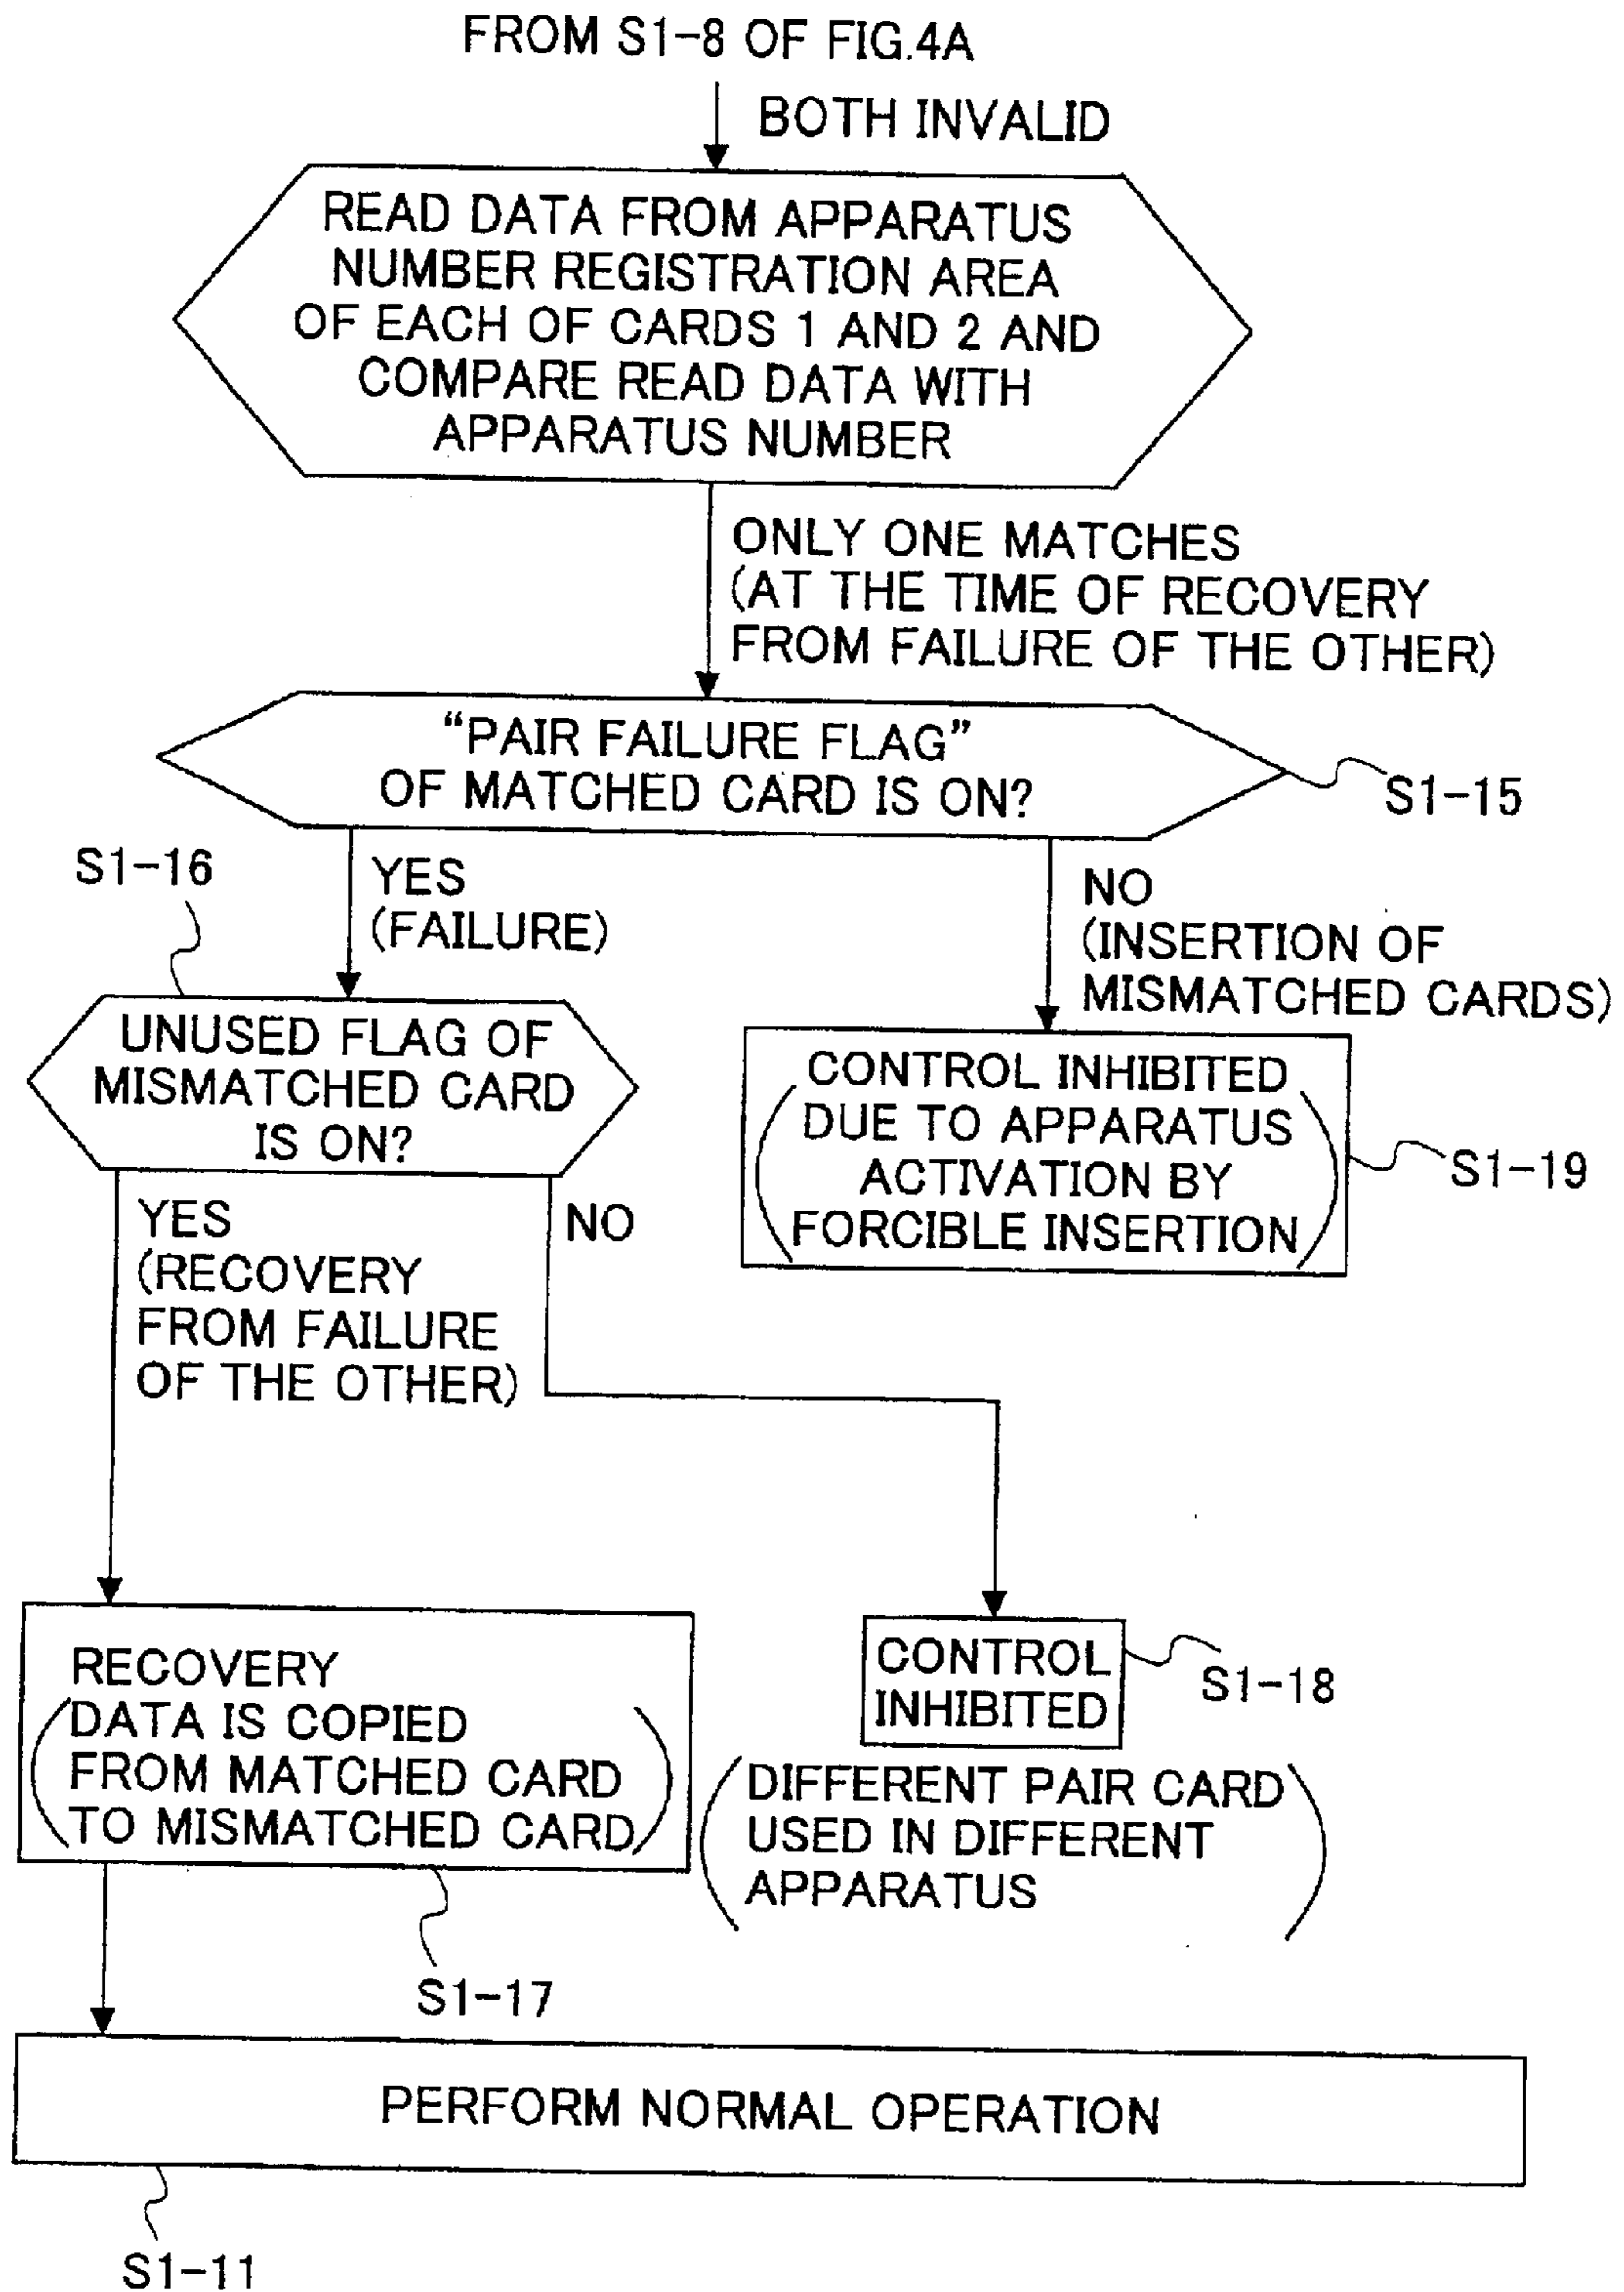 FROM S1-8 OF FIG.4A
BOTH INVALID
READ DATA FROM APPARATUS
NUMBER REGISTRATION AREA
OF EACH OF CARDS 1 AND 2 AND
COMPARE READ DATA WITH
APPARATUS NUMBER
ONLY ONE MATCHES
(AT THE TIME OF RECOVERY
FROM FAILURE OF THE OTHER)
“PAIR FAILURE FLAG”
OF MATCHED CARD IS ON?
S1-15
S1-16
YES
(FAILURE)
NO
(INSERTION OF
MISMATCHED CARDS)
UNUSED FLAG OF
MISMATCHED CARD
IS ON?
CONTROL INHIBITED
(DUE TO APPARATUS
ACTIVATION BY
FORCIBLE INSERTION)
S1-19
YES
(RECOVERY
FROM FAILURE
OF THE OTHER)
NO
RECOVERY
(DATA IS COPIED
FROM MATCHED CARD
TO MISMATCHED CARD)
S1-17
CONTROL
INHIBITED
S1-18
(DIFFERENT PAIR CARD
USED IN DIFFERENT
APPARATUS)
PERFORM NORMAL OPERATION
S1-11